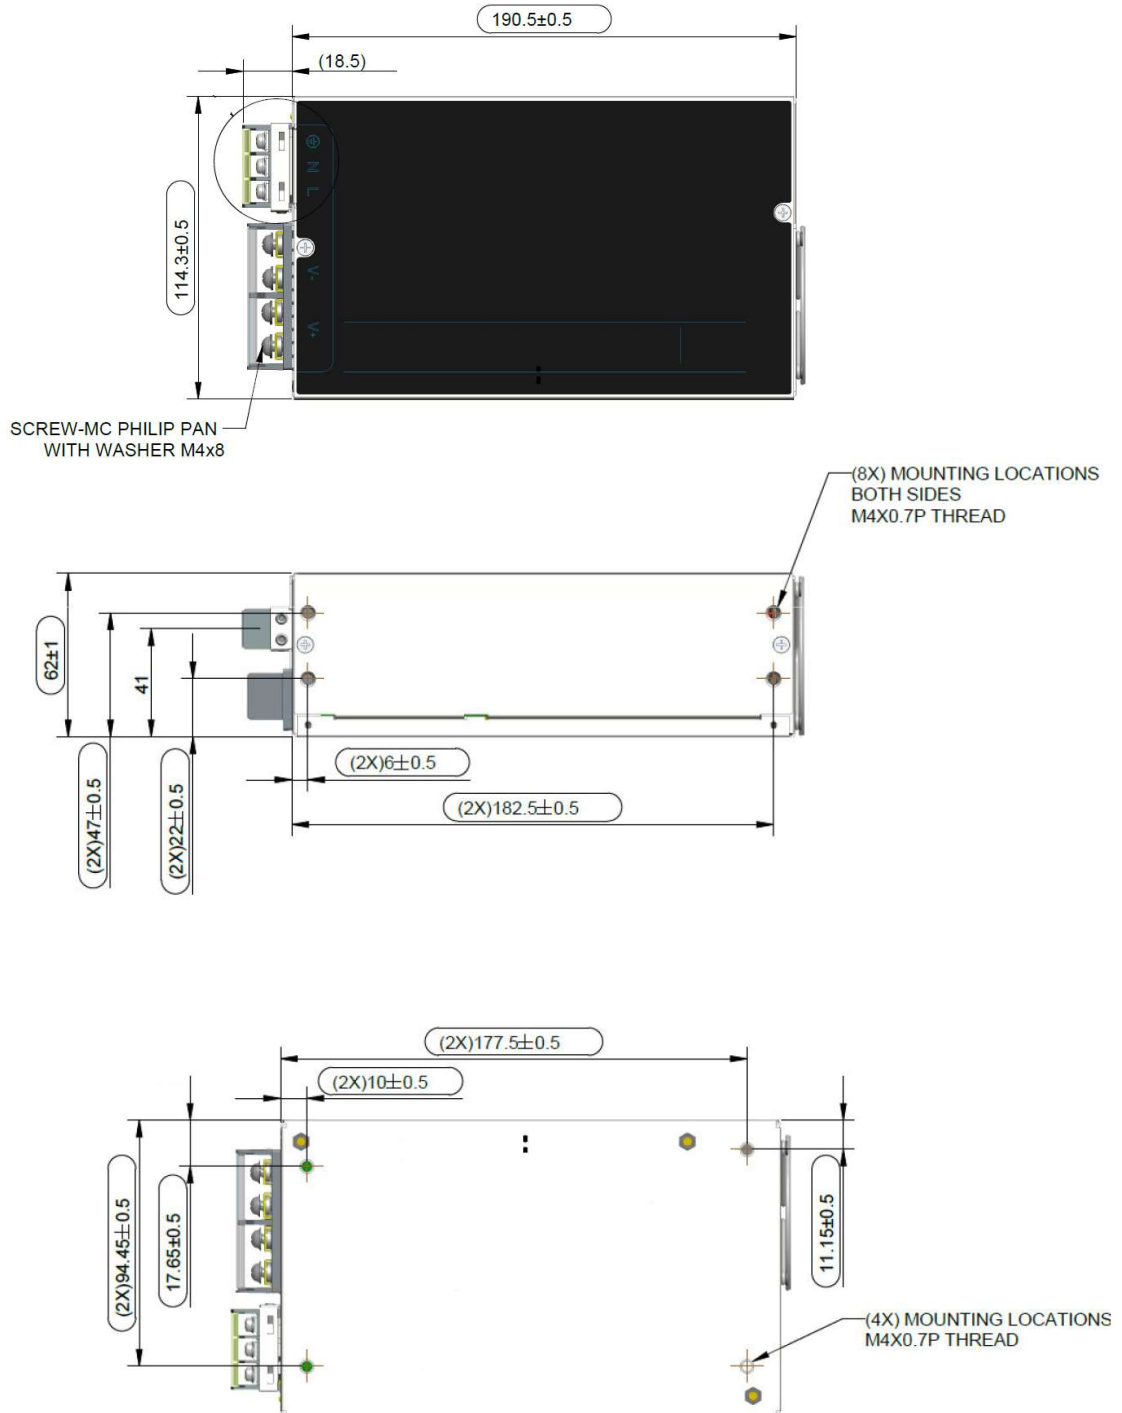 190.5±0.5
(18.5)
114.3±0.5
N
L
V-
V+
SCREW-MC PHILIP PAN
WITH WASHER M4x8
(8X) MOUNTING LOCATIONS
BOTH SIDES
M4X0.7P THREAD
62±1
41
(2X)47±0.5
(2X)22±0.5
(2X)6±0.5
(2X)182.5±0.5
(2X)177.5±0.5
(2X)10±0.5
(2X)94.45±0.5
17.65±0.5
11.15±0.5
(4X) MOUNTING LOCATIONS
M4X0.7P THREAD